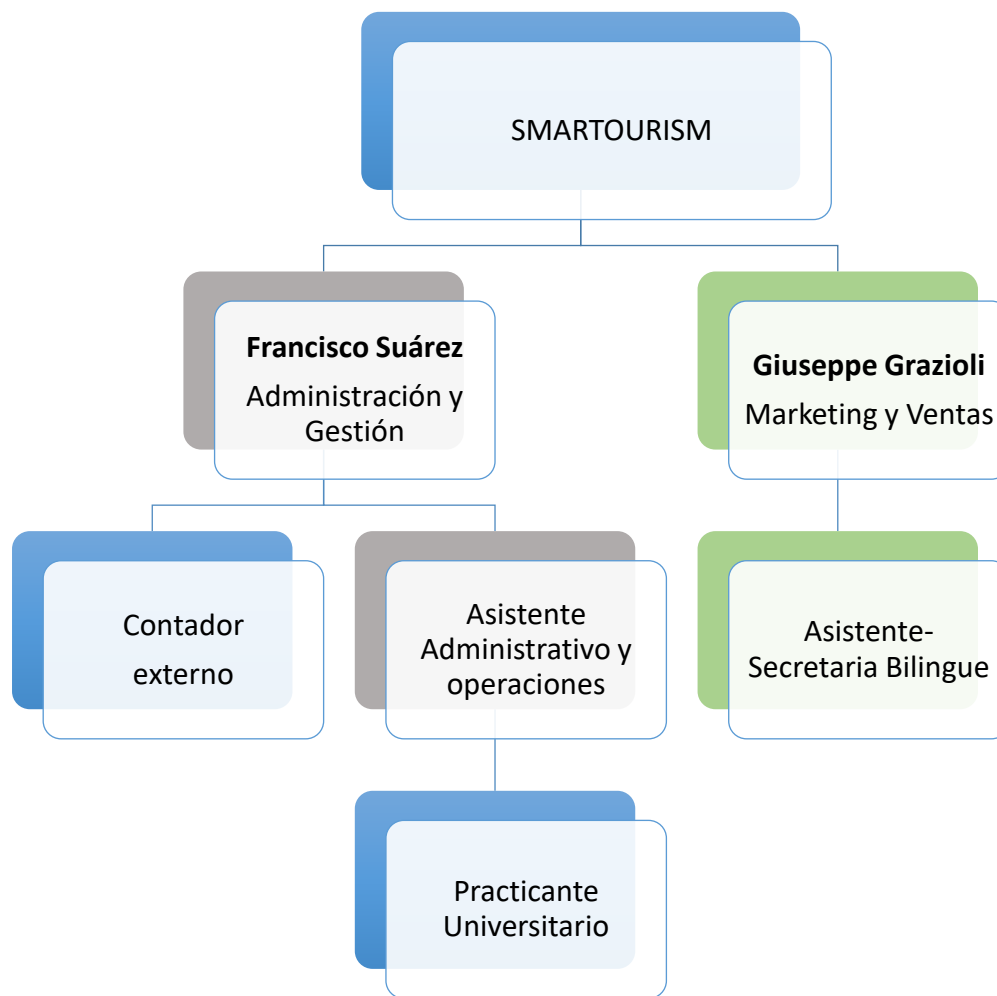 SMARTOURISM
Francisco Suárez
Administración y
Gestión
Giuseppe Grazioli
Marketing y Ventas
Contador
externo
Asistente
Administrativo y
operaciones
Asistente-
Secretaria Bilingue
Practicante
Universitario